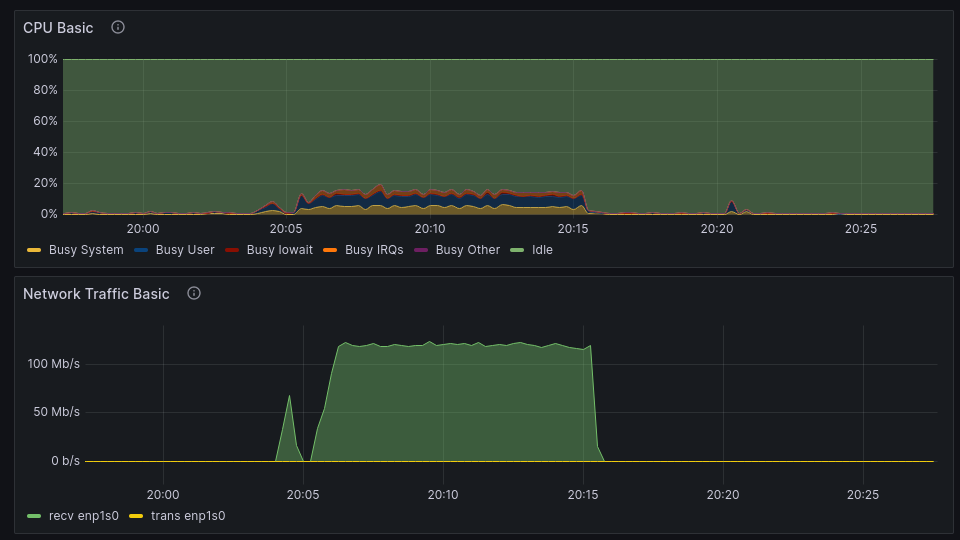 CPU Basic
100%
80%
60%
40%
20%
0%
20:00 20:05 20:10 20:15 20:20 20:25
Busy System Busy User Busy Iowait Busy IRQs Busy Other Idle
Network Traffic Basic
100 Mb/s
50 Mb/s
0 b/s
20:00 20:05 20:10 20:15 20:20 20:25
recv enp1s0 trans enp1s0